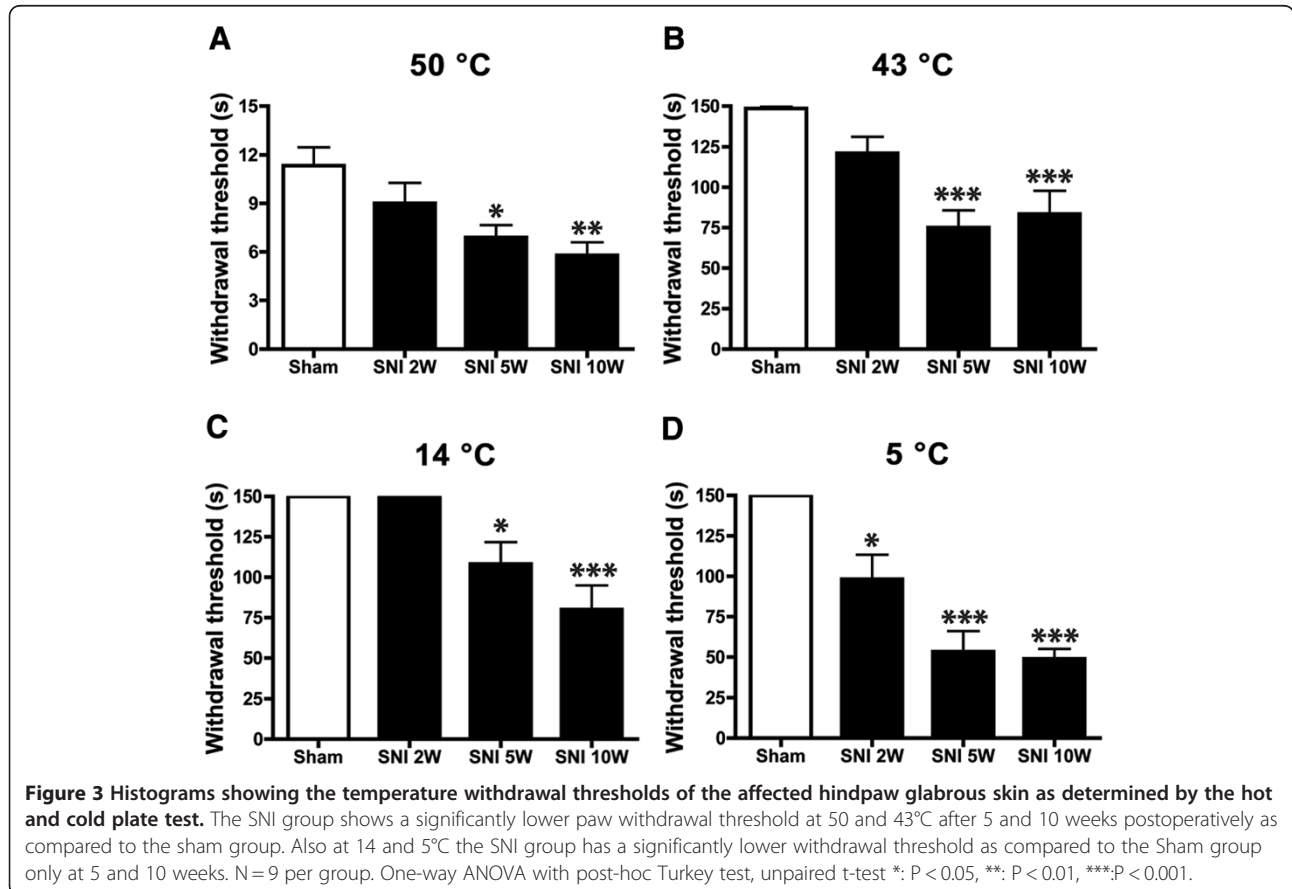 A
50 °C
Withdrawal threshold (s)
15
12
9
6
3
0
*
**
Sham SNI 2W SNI 5W SNI 10W
B
43 °C
Withdrawal threshold (s)
150
125
100
75
50
25
0
***
***
Sham SNI 2W SNI 5W SNI 10W
C
14 °C
Withdrawal threshold (s)
150
125
100
75
50
25
0
*
***
Sham SNI 2W SNI 5W SNI 10W
D
5 °C
Withdrawal threshold (s)
150
125
100
75
50
25
0
*
***
***
Sham SNI 2W SNI 5W SNI 10W
Figure 3 Histograms showing the temperature withdrawal thresholds of the affected hindpaw glabrous skin as determined by the hot
and cold plate test. The SNI group shows a significantly lower paw withdrawal threshold at 50 and 43°C after 5 and 10 weeks postoperatively as
compared to the sham group. Also at 14 and 5°C the SNI group has a significantly lower withdrawal threshold as compared to the Sham group
only at 5 and 10 weeks. N = 9 per group. One-way ANOVA with post-hoc Turkey test, unpaired t-test *: P < 0.05, **: P < 0.01, ***:P < 0.001.